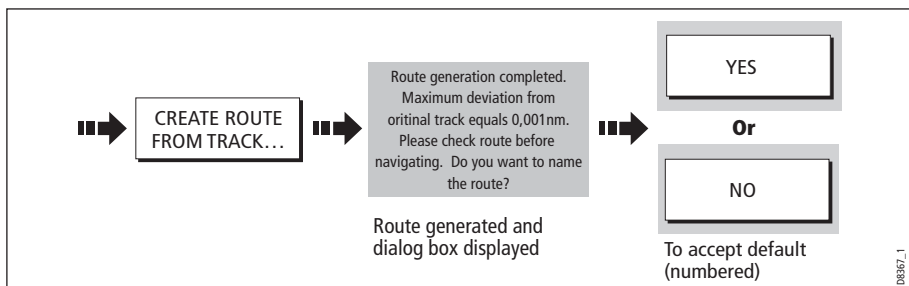 CREATE ROUTE
FROM TRACK...
Route generation completed.
Maximum deviation from
oritinal track equals 0,001nm.
Please check route before
navigating. Do you want to name
the route?
Route generated and
dialog box displayed
YES
Or
NO
To accept default
(numbered)
D8367_1